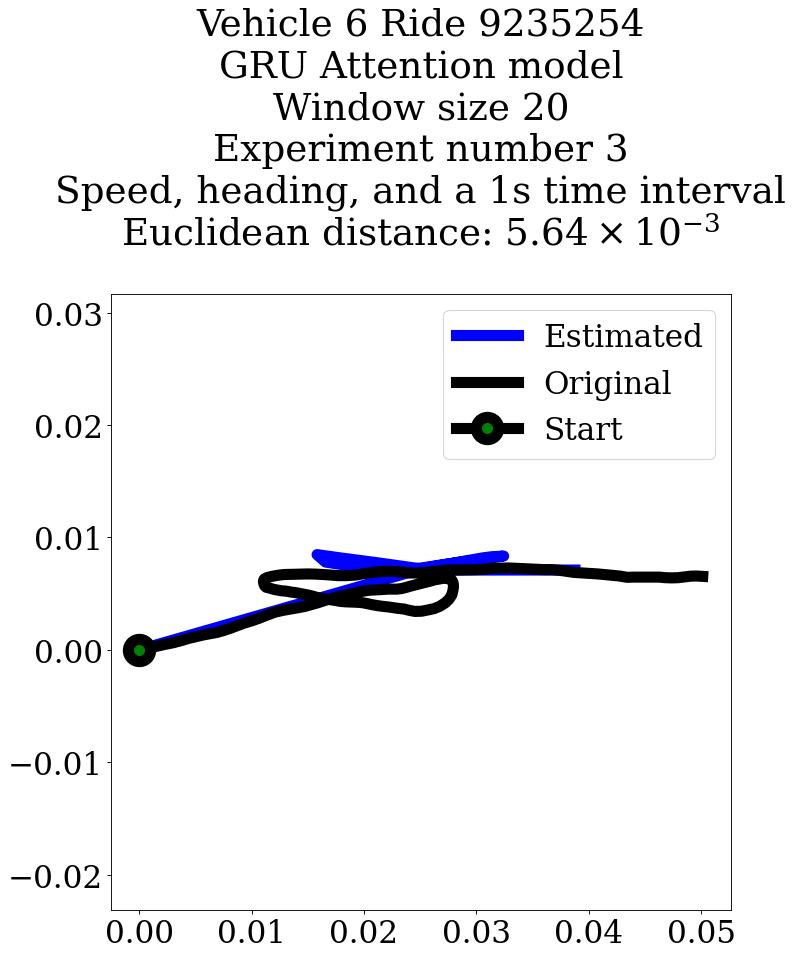 Vehicle 6 Ride 9235254
GRU Attention model
Window size 20
Experiment number 3
Speed, heading, and a 1s time interval
Euclidean distance: 5.64 × 10⁻³
Estimated
Original
Start
0.03
0.02
0.01
0.00
−0.01
−0.02
0.00 0.01 0.02 0.03 0.04 0.05